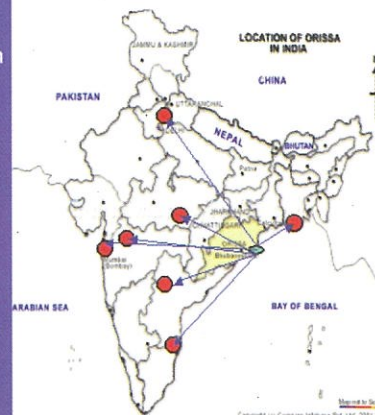 LOCATION OF ORISSA
IN INDIA
JAMMU & KASHMIR
CHINA
PAKISTAN
UTTARANCHAL
NEPAL
BHUTAN
Patna
JHARKHAND
CHHATTISGARH
ORISSA
Bhubaneswar
Mumbai
(Bombay)
ARABIAN SEA
BAY OF BENGAL